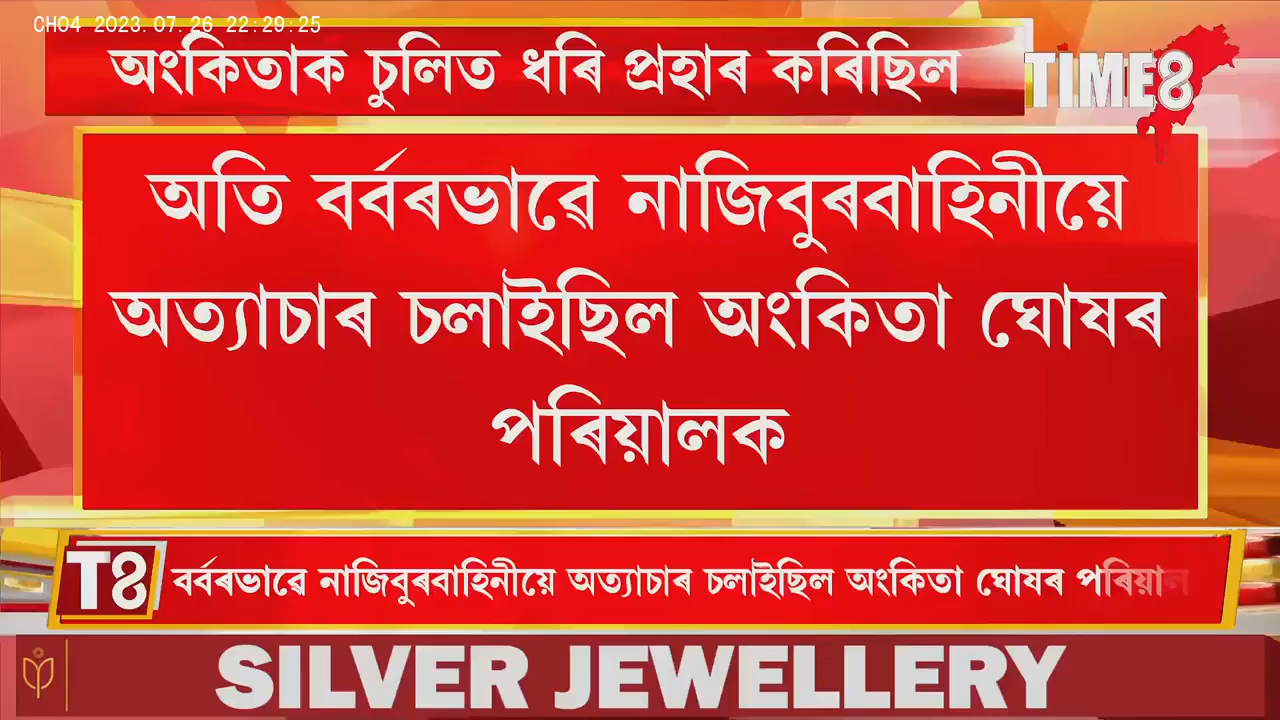 CH04 2023.07.26 22:29:25
অংকিতাক চুলিত ধৰি প্ৰহাৰ কৰিছিল
TIME8
অতি বৰ্বৰভাৱে নাজিবুৰবাহিনীয়ে
অত্যাচাৰ চলাইছিল অংকিতা ঘোষৰ
পৰিয়ালক
T8
বৰ্বৰভাৱে নাজিবুৰবাহিনীয়ে অত্যাচাৰ চলাইছিল অংকিতা ঘোষৰ পৰিয়াল
SILVER JEWELLERY